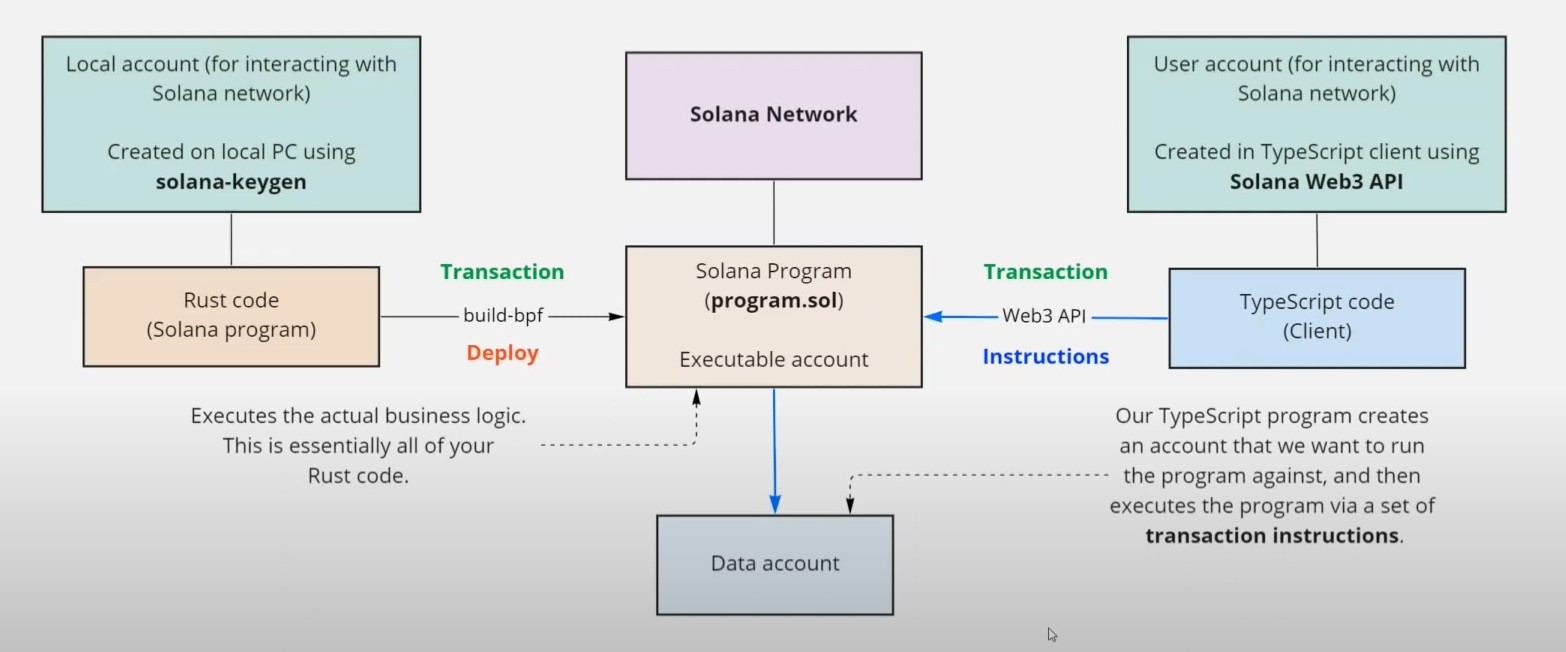 Local account (for interacting with
Solana network)
Created on local PC using
solana-keygen
Solana Network
User account (for interacting with
Solana network)
Created in TypeScript client using
Solana Web3 API
Rust code
(Solana program)
Transaction
build-bpf
Deploy
Solana Program
(program.sol)
Executable account
Transaction
Web3 API
Instructions
TypeScript code
(Client)
Executes the actual business logic.
This is essentially all of your
Rust code.
Our TypeScript program creates
an account that we want to run
the program against, and then
executes the program via a set of
transaction instructions.
Data account